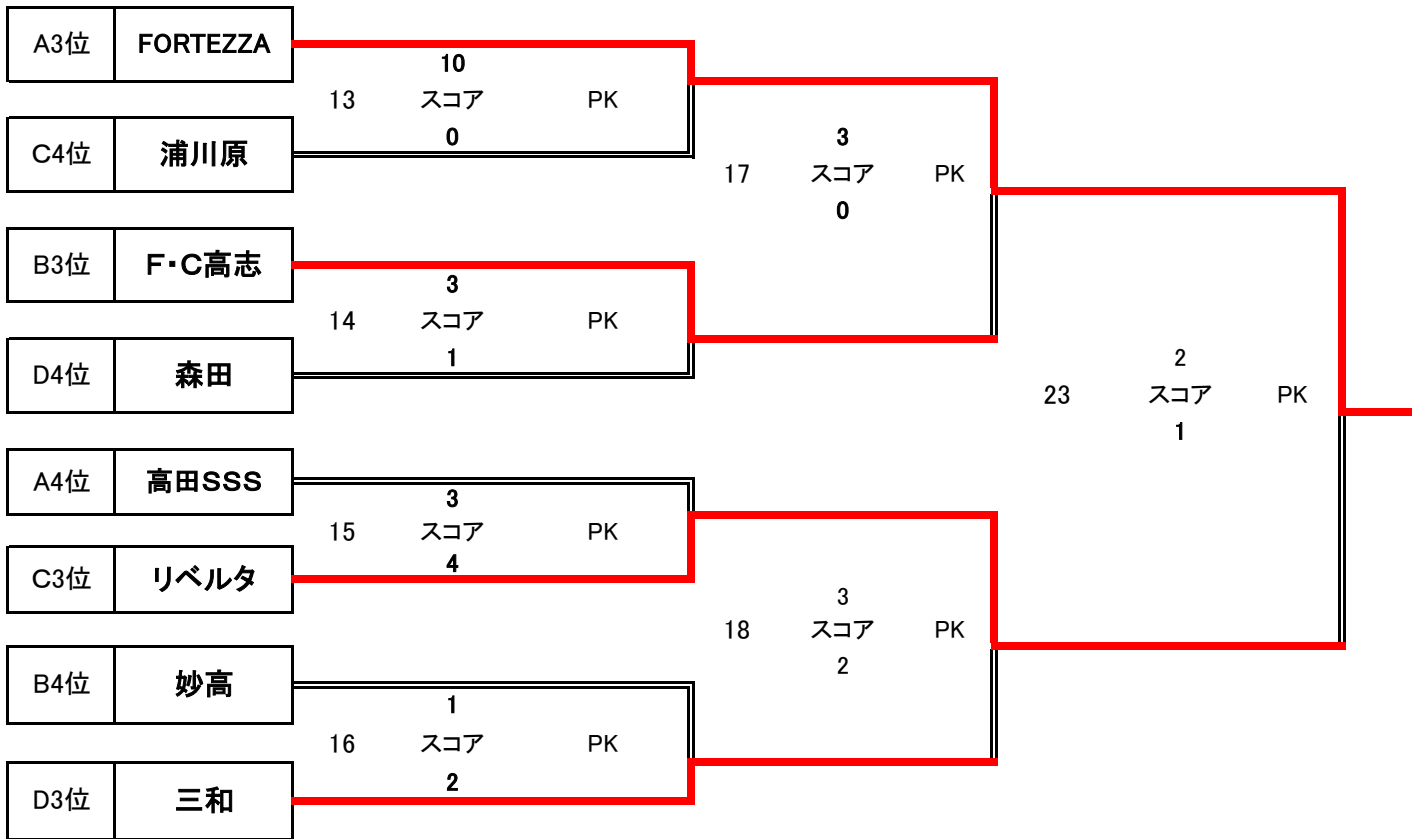 A3位 FORTEZZA
10
13 スコア PK
0
C4位 浦川原
3
17 スコア PK
0
B3位 F・C高志
3
14 スコア PK
1
D4位 森田
2
23 スコア PK
1
A4位 高田SSS
3
15 スコア PK
4
C3位 リベルタ
3
18 スコア PK
2
B4位 妙高
1
16 スコア PK
2
D3位 三和